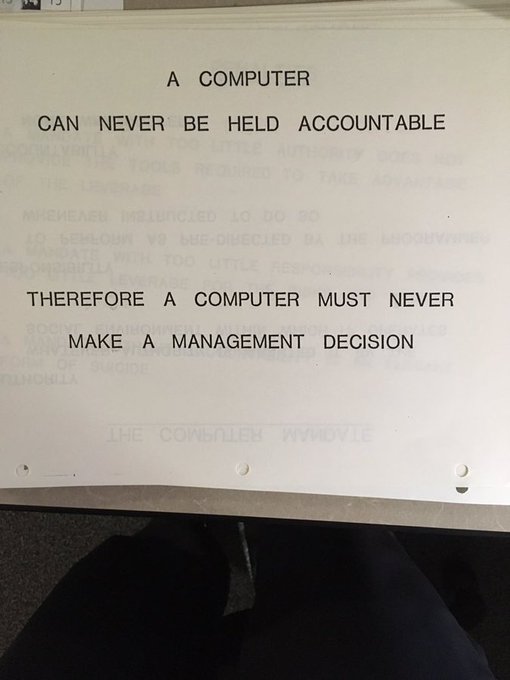 A COMPUTER
CAN NEVER BE HELD ACCOUNTABLE
THEREFORE A COMPUTER MUST NEVER
MAKE A MANAGEMENT DECISION